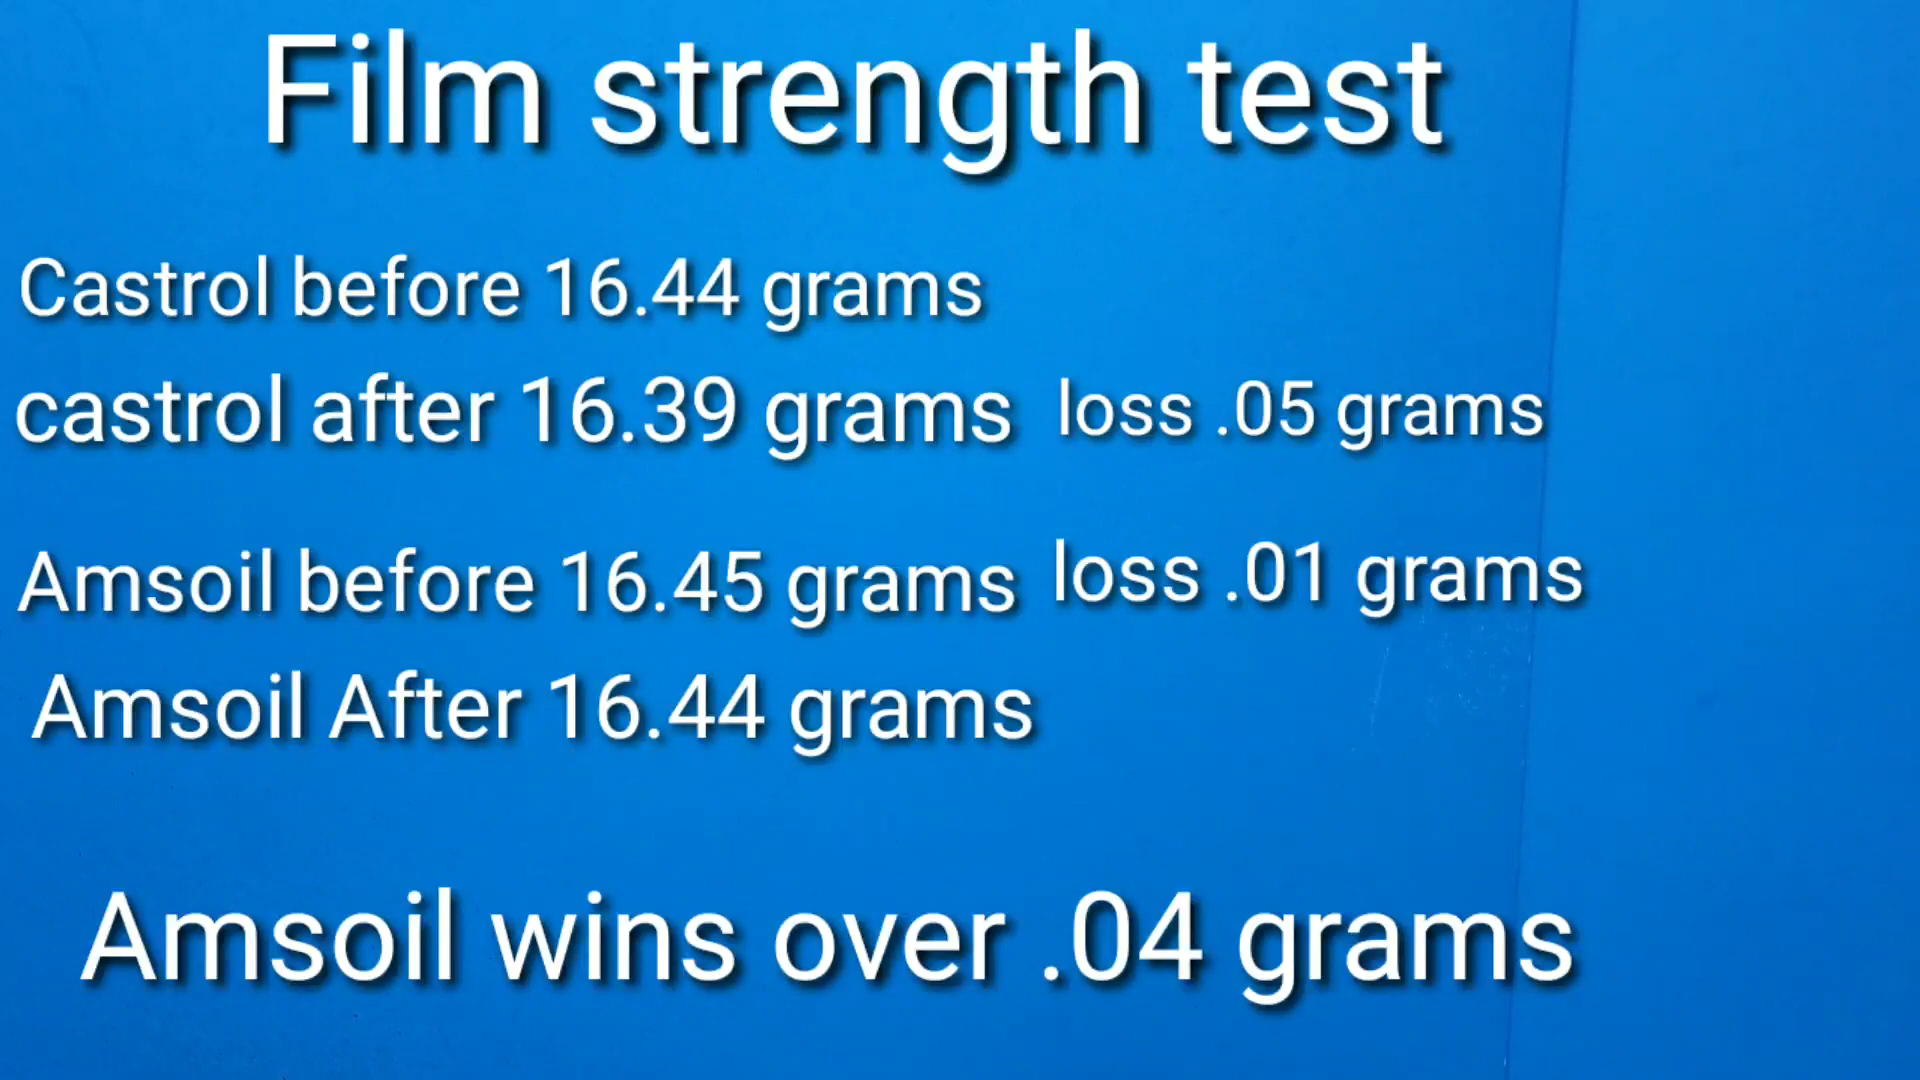 Film strength test
Castrol before 16.44 grams
castrol after 16.39 grams loss .05 grams
Amsoil before 16.45 grams loss .01 grams
Amsoil After 16.44 grams
Amsoil wins over .04 grams